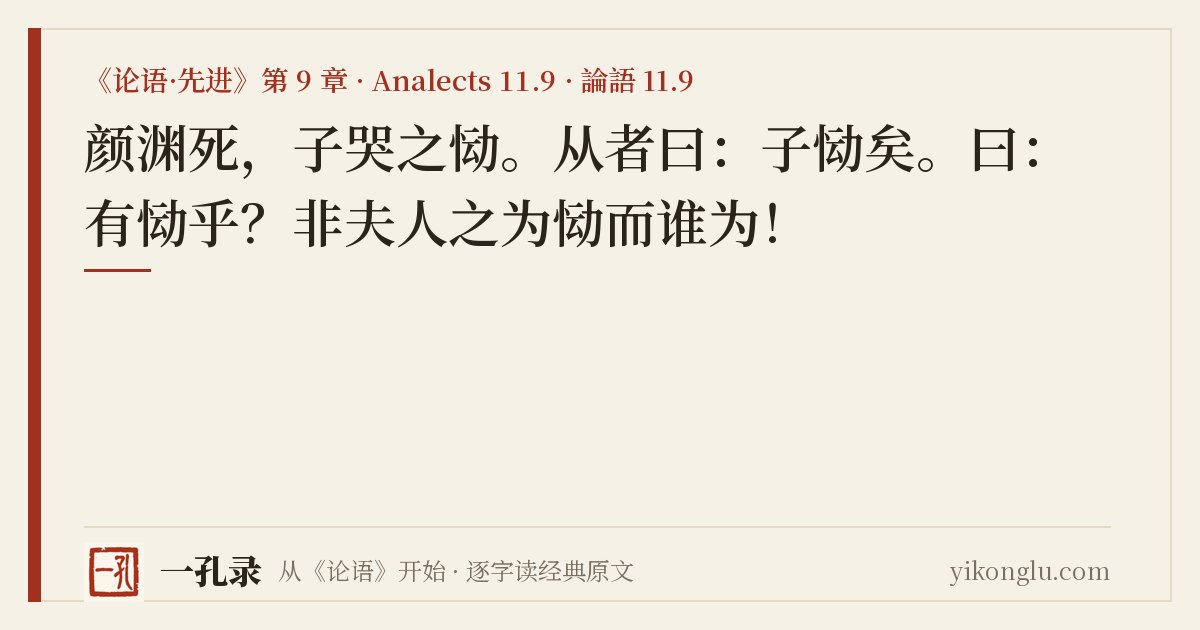 《论语·先进》第 9 章 · Analects 11.9 · 論語 11.9
颜渊死，子哭之恸。从者曰：子恸矣。曰：
有恸乎？非夫人之为恸而谁为！
一孔
一孔录 从《论语》开始 · 逐字读经典原文 yikonglu.com